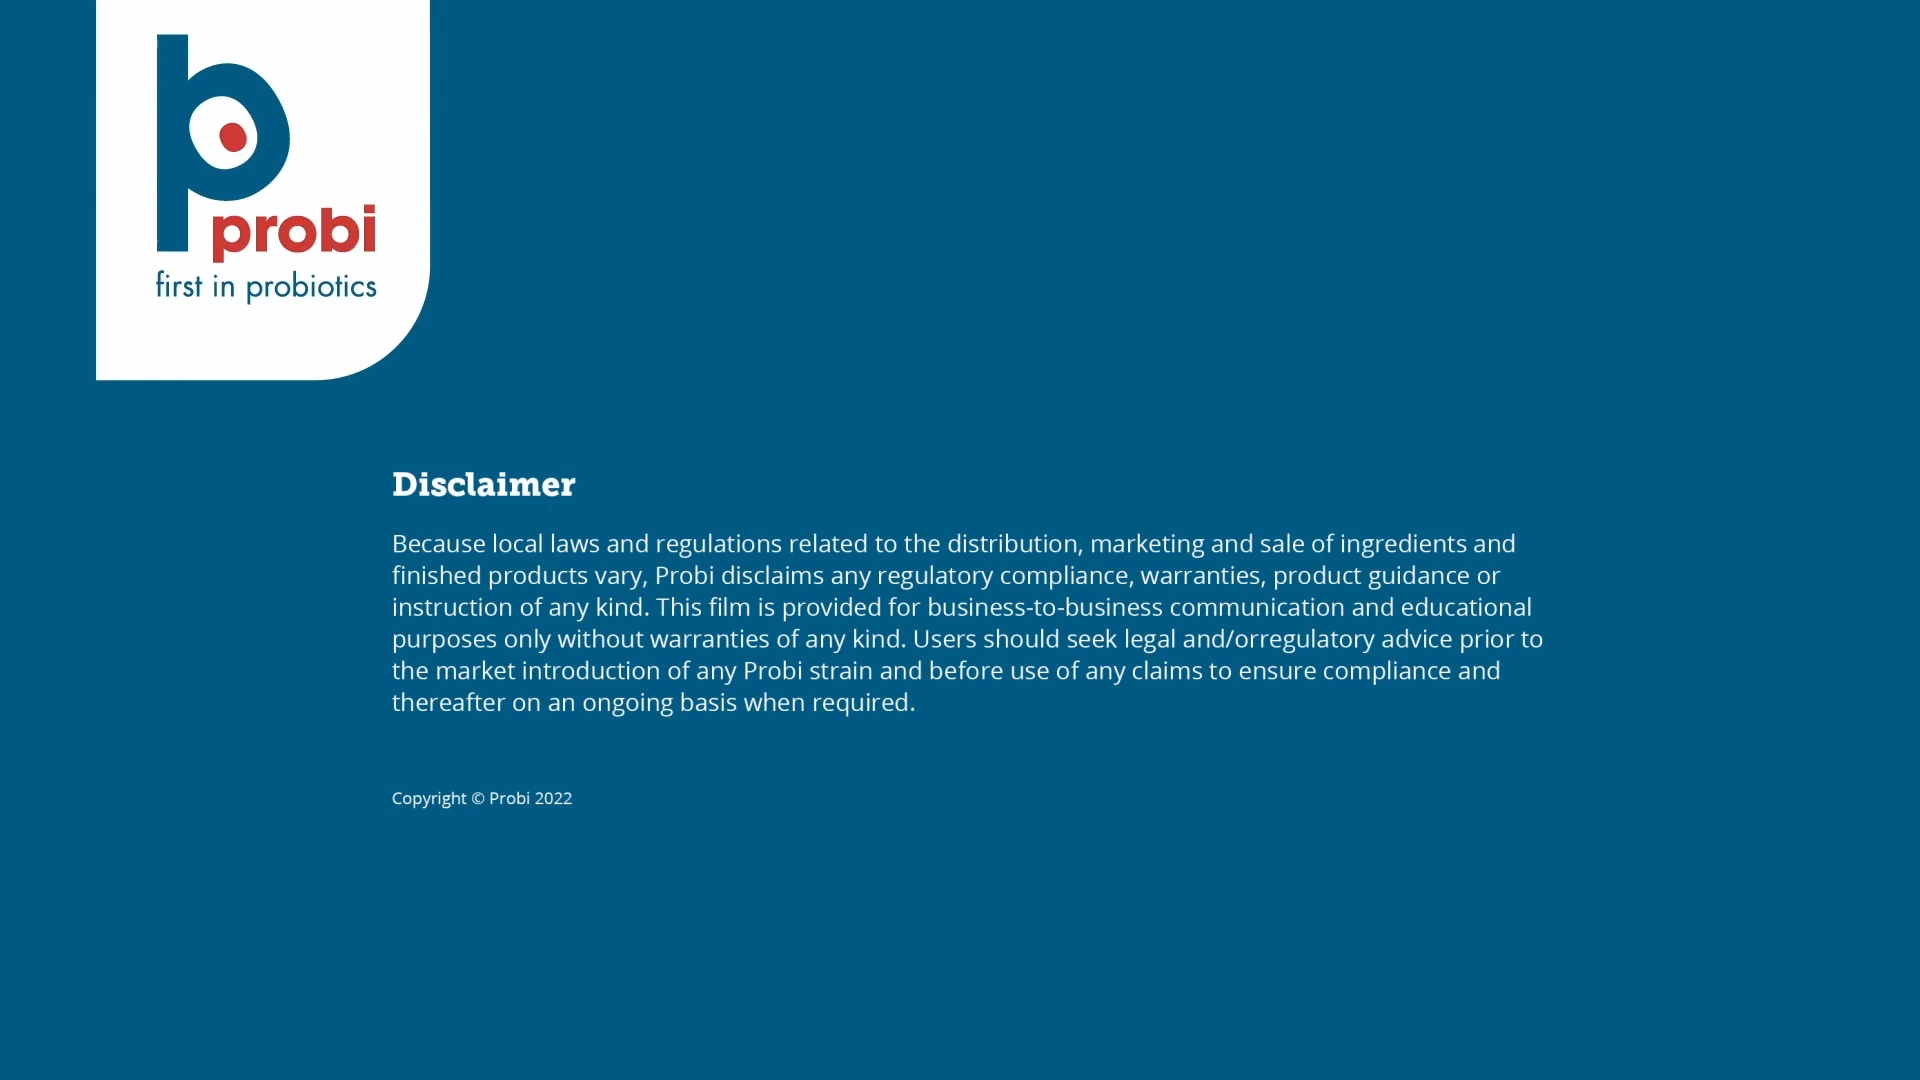 probi
first in probiotics
Disclaimer
Because local laws and regulations related to the distribution, marketing and sale of ingredients and
finished products vary, Probi disclaims any regulatory compliance, warranties, product guidance or
instruction of any kind. This film is provided for business-to-business communication and educational
purposes only without warranties of any kind. Users should seek legal and/orregulatory advice prior to
the market introduction of any Probi strain and before use of any claims to ensure compliance and
thereafter on an ongoing basis when required.
Copyright © Probi 2022